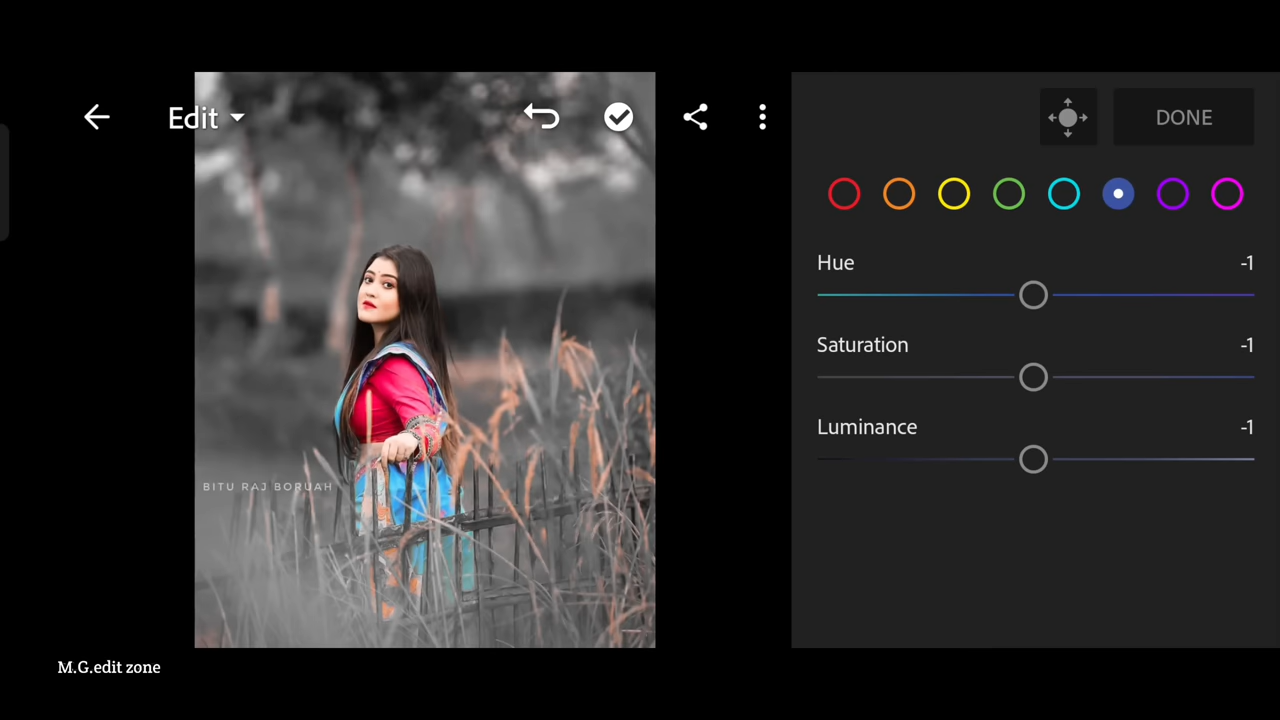 Edit
DONE
Hue -1
Saturation -1
Luminance -1
BITU RAJ BORUAH
M.G.edit zone